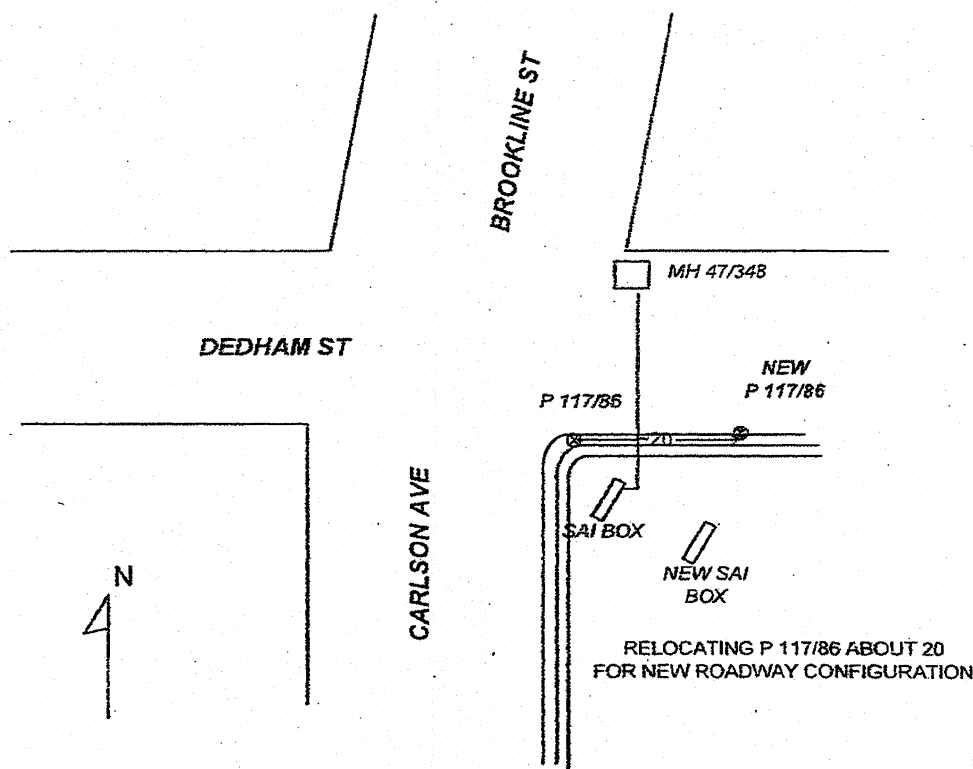 BROOKLINE ST
MH 47/348
DEDHAM ST
NEW
P 117/86
P 117/86
20
CARLSON AVE
SAI BOX
NEW SAI
BOX
N
RELOCATING P 117/86 ABOUT 20
FOR NEW ROADWAY CONFIGURATION